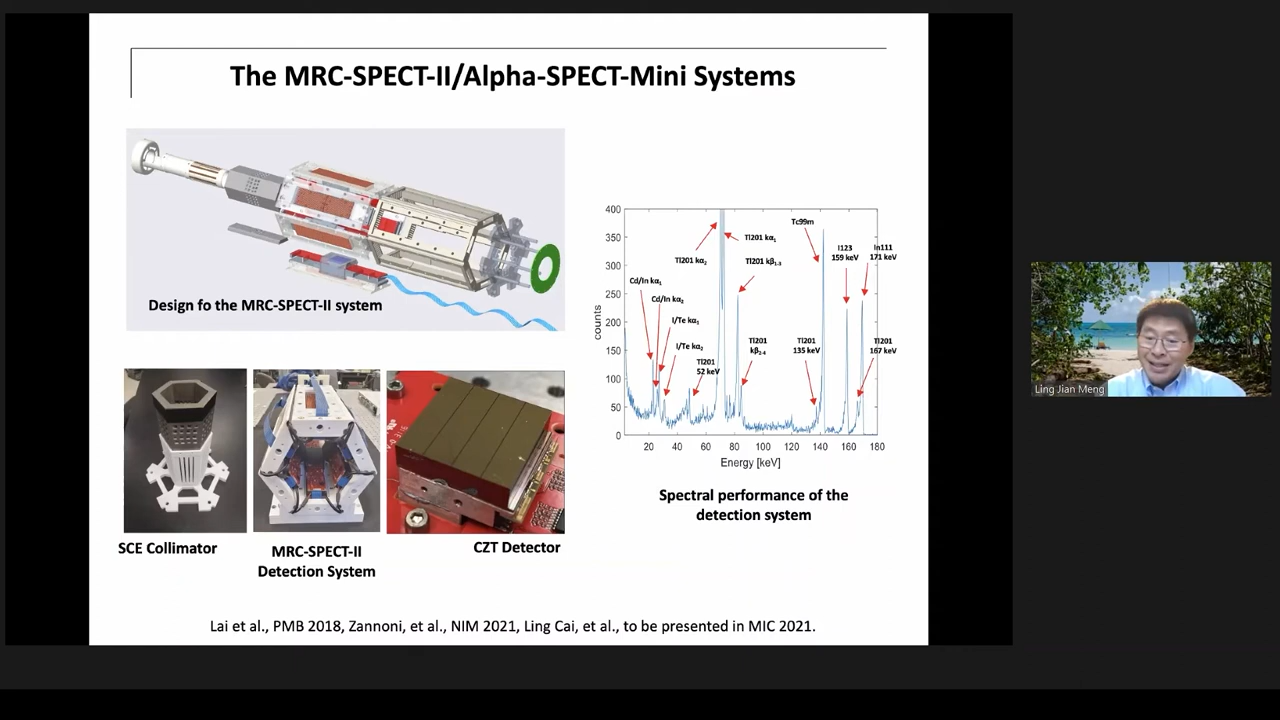 The MRC-SPECT-II/Alpha-SPECT-Mini Systems
Design fo the MRC-SPECT-II system
SCE Collimator
MRC-SPECT-II
Detection System
CZT Detector
400
350
300
250
200
150
100
50
0
counts
20
40
60
80
100
120
140
160
180
Energy [keV]
Cd/In kα₁
Cd/In kα₂
I/Te kα₁
I/Te kα₂
Tl201
52 keV
Tl201 kα₂
Tl201 kα₁
Tl201 kβ₁₋₃
Tl201
kβ₂₋₄
Tc99m
Tl201
135 keV
I123
159 keV
In111
171 keV
Tl201
167 keV
Spectral performance of the
detection system
Lai et al., PMB 2018, Zannoni, et al., NIM 2021, Ling Cai, et al., to be presented in MIC 2021.
Ling Jian Meng